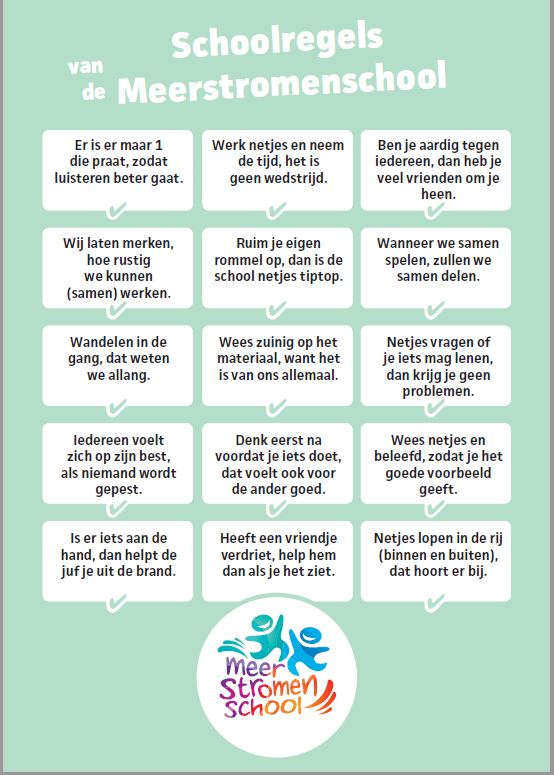 Schoolregels
van
de Meerstromenschool
Er is er maar 1
die praat, zodat
luisteren beter gaat.
Werk netjes en neem
de tijd, het is
geen wedstrijd.
Ben je aardig tegen
iedereen, dan heb je
veel vrienden om je
heen.
Wij laten merken,
hoe rustig
we kunnen
(samen) werken.
Ruim je eigen
rommel op, dan is de
school netjes tiptop.
Wanneer we samen
spelen, zullen we
samen delen.
Wandelen in de
gang, dat weten
we allang.
Wees zuinig op het
materiaal, want het
is van ons allemaal.
Netjes vragen of
je iets mag lenen,
dan krijg je geen
problemen.
Iedereen voelt
zich op zijn best,
als niemand wordt
gepest.
Denk eerst na
voordat je iets doet,
dat voelt ook voor
de ander goed.
Wees netjes en
beleefd, zodat je het
goede voorbeeld
geeft.
Is er iets aan de
hand, dan helpt de
juf je uit de brand.
Heeft een vriendje
verdriet, help hem
dan als je het ziet.
Netjes lopen in de rij
(binnen en buiten),
dat hoort er bij.
meer
stromen
school